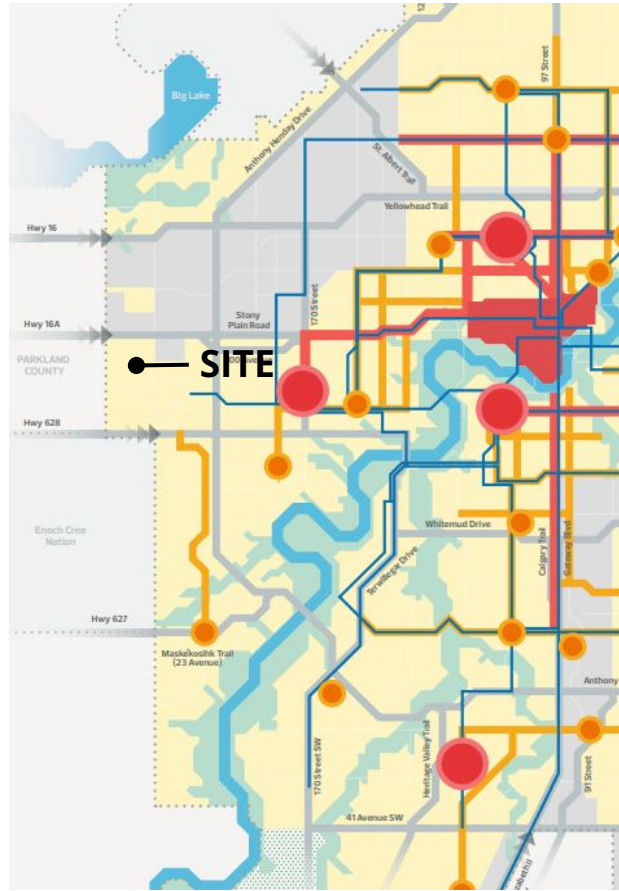 97 Street
Big Lake
Anthony Henday Drive
St. Albert Trail
Yellowhead Trail
Hwy 16
170 Street
Stony
Plain Road
Hwy 16A
PARKLAND
COUNTY
SITE
Hwy 628
Enoch Cree
Nation
Whitemud Drive
Terwillegar Drive
Calgary Trail
Gateway Blvd
Hwy 627
Maskekosihk Trail
(23 Avenue)
Anthony
170 Street SW
Heritage Valley Trail
91 Street
41 Avenue SW